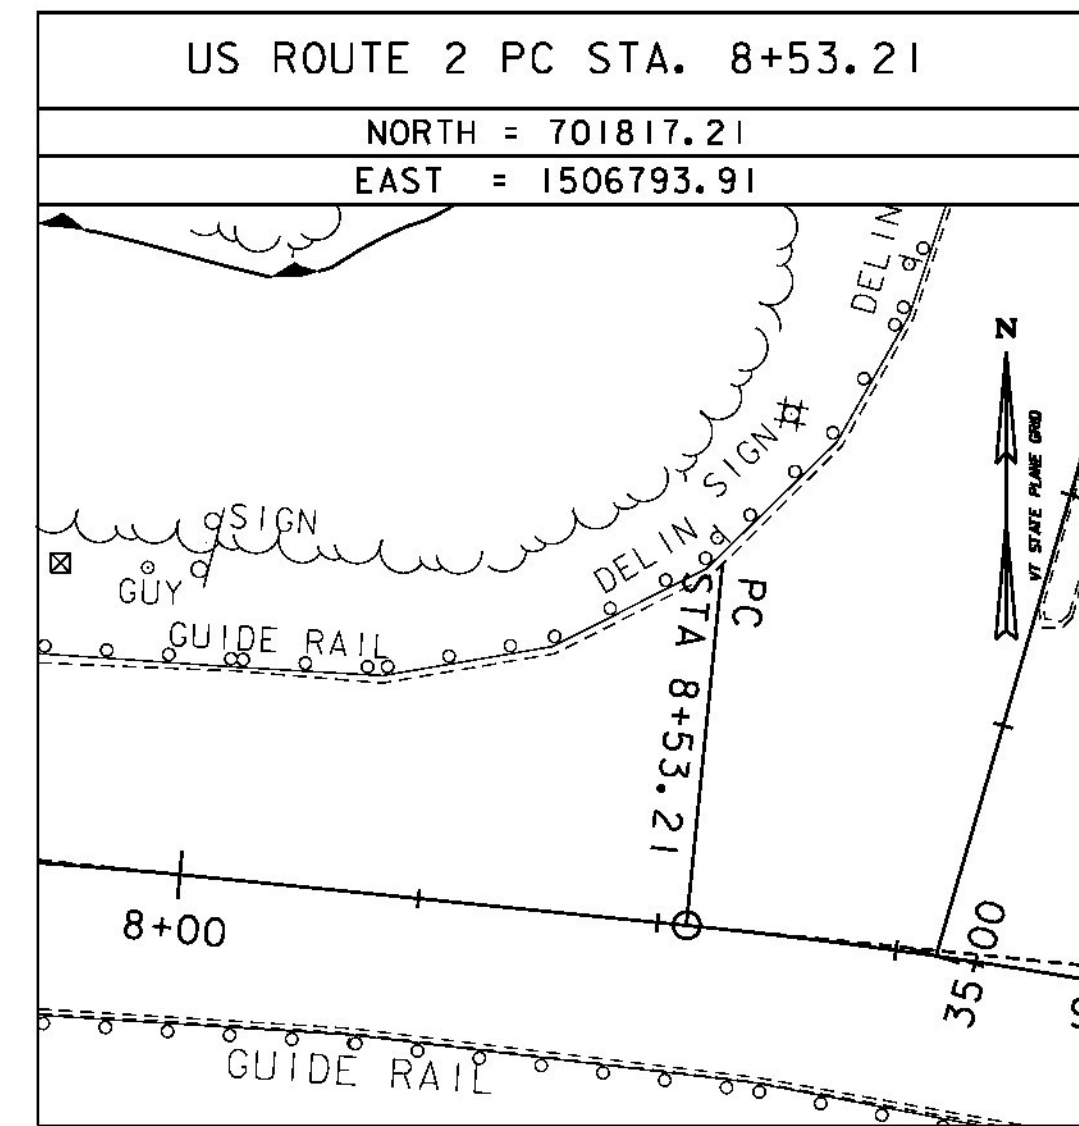 US ROUTE 2 PC STA. 8+53.21
NORTH = 701817.21
EAST = 1506793.91
DELIN
N
VT STATE PLANE GRID
SIGN
DELIN
SIGN
GUY
GUIDE RAIL
PC
STA 8+53.21
8+00
35+00
GUIDE RAIL